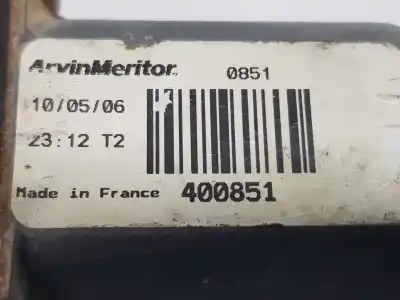 ArvinMeritor 0851
10/05/06
23:12 T2
Made in France 400851